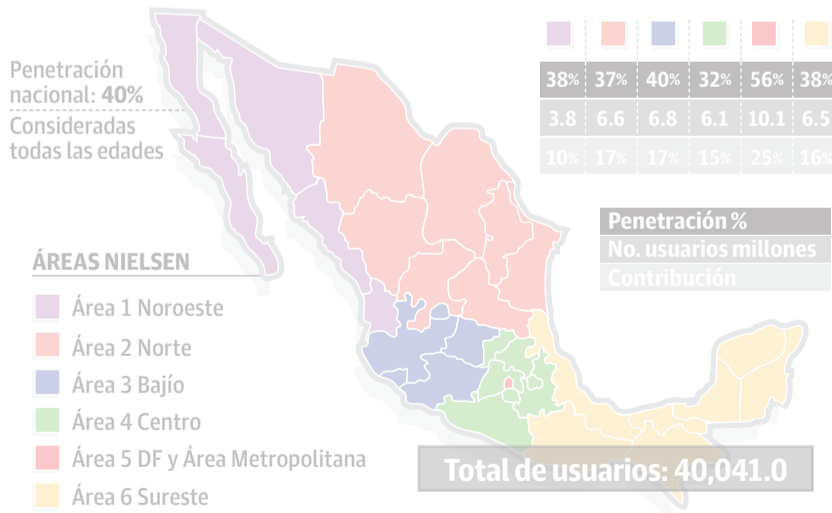 Penetración
nacional: 40%
Consideradas
todas las edades
38% 37% 40% 32% 56% 38%
3.8 6.6 6.8 6.1 10.1 6.5
10% 17% 17% 15% 25% 16%
Penetración %
No. usuarios millones
Contribución
ÁREAS NIELSEN
Área 1 Noroeste
Área 2 Norte
Área 3 Bajío
Área 4 Centro
Área 5 DF y Área Metropolitana
Área 6 Sureste
Total de usuarios: 40,041.0